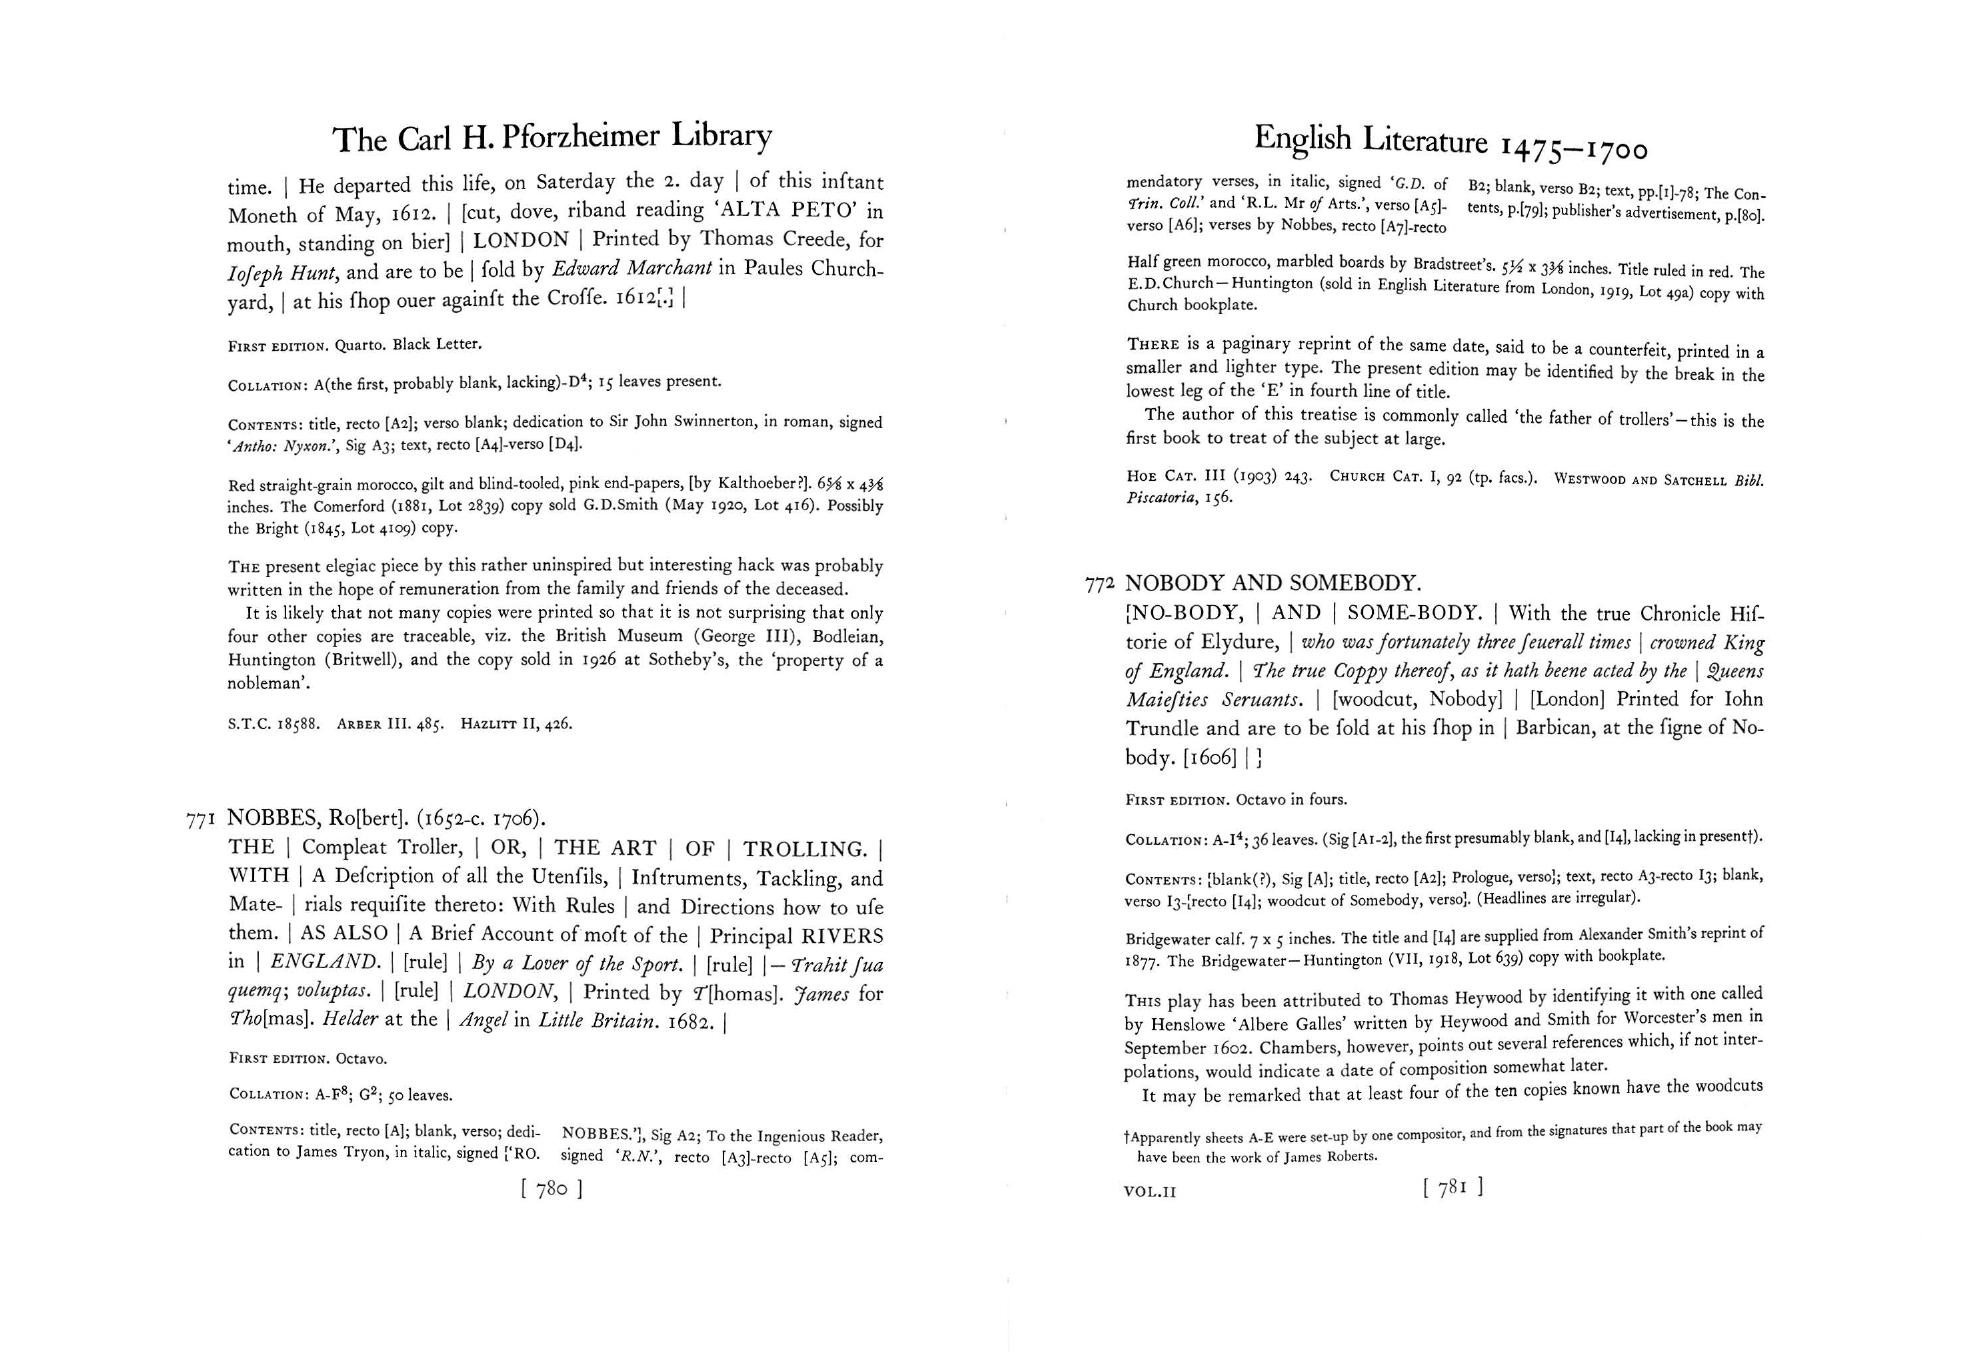 The Carl H. Pforzheimer Library
time. | He departed this life, on Saterday the 2. day | of this inſtant
Moneth of May, 1612. | [cut, dove, riband reading ‘ALTA PETO’ in
mouth, standing on bier] | LONDON | Printed by Thomas Creede, for
Ioſeph Hunt, and are to be | ſold by Edward Marchant in Paules Church-
yard, | at his ſhop ouer againſt the Croſſe. 1612[.] |
FIRST EDITION. Quarto. Black Letter.
COLLATION: A(the first, probably blank, lacking)-D⁴; 15 leaves present.
CONTENTS: title, recto [A2]; verso blank; dedication to Sir John Swinnerton, in roman, signed
‘Antho: Nyxon.’, Sig A3; text, recto [A4]-verso [D4].
Red straight-grain morocco, gilt and blind-tooled, pink end-papers, [by Kalthoeber?]. 6⅝ x 4⅜
inches. The Comerford (1881, Lot 2839) copy sold G.D.Smith (May 1920, Lot 416). Possibly
the Bright (1845, Lot 4109) copy.
THE present elegiac piece by this rather uninspired but interesting hack was probably
written in the hope of remuneration from the family and friends of the deceased.
It is likely that not many copies were printed so that it is not surprising that only
four other copies are traceable, viz. the British Museum (George III), Bodleian,
Huntington (Britwell), and the copy sold in 1926 at Sotheby's, the ‘property of a
nobleman’.
S.T.C. 18588. ARBER III. 485. HAZLITT II, 426.
771 NOBBES, Ro[bert]. (1652-c. 1706).
THE | Compleat Troller, | OR, | THE ART | OF | TROLLING. |
WITH | A Deſcription of all the Utenſils, | Inſtruments, Tackling, and
Mate- | rials requiſite thereto: With Rules | and Directions how to uſe
them. | AS ALSO | A Brief Account of moſt of the | Principal RIVERS
in | ENGLAND. | [rule] | By a Lover of the Sport. | [rule] |— Trahit ſua
quemq; voluptas. | [rule] | LONDON, | Printed by T[homas]. James for
Tho[mas]. Helder at the | Angel in Little Britain. 1682. |
FIRST EDITION. Octavo.
COLLATION: A-F⁸; G²; 50 leaves.
CONTENTS: title, recto [A]; blank, verso; dedi-
cation to James Tryon, in italic, signed [‘RO.
NOBBES.’], Sig A2; To the Ingenious Reader,
signed ‘R.N.’, recto [A3]-recto [A5]; com-
[ 780 ]
English Literature 1475—1700
mendatory verses, in italic, signed ‘G.D. of
Trin. Coll.’ and ‘R.L. Mr of Arts.’, verso [A5]-
verso [A6]; verses by Nobbes, recto [A7]-recto
B2; blank, verso B2; text, pp.[1]-78; The Con-
tents, p.[79]; publisher's advertisement, p.[80].
Half green morocco, marbled boards by Bradstreet's. 5½ x 3⅜ inches. Title ruled in red. The
E.D.Church—Huntington (sold in English Literature from London, 1919, Lot 49a) copy with
Church bookplate.
THERE is a paginary reprint of the same date, said to be a counterfeit, printed in a
smaller and lighter type. The present edition may be identified by the break in the
lowest leg of the ‘E’ in fourth line of title.
The author of this treatise is commonly called ‘the father of trollers’—this is the
first book to treat of the subject at large.
HOE CAT. III (1903) 243. CHURCH CAT. I, 92 (tp. facs.). WESTWOOD AND SATCHELL Bibl.
Piscatoria, 156.
772 NOBODY AND SOMEBODY.
[NO-BODY, | AND | SOME-BODY. | With the true Chronicle Hiſ-
torie of Elydure, | who was fortunately three ſeuerall times | crowned King
of England. | The true Coppy thereof, as it hath beene acted by the | Queens
Maieſties Seruants. | [woodcut, Nobody] | [London] Printed for Iohn
Trundle and are to be ſold at his ſhop in | Barbican, at the ſigne of No-
body. [1606] | ]
FIRST EDITION. Octavo in fours.
COLLATION: A-I⁴; 36 leaves. (Sig [A1-2], the first presumably blank, and [I4], lacking in present†).
CONTENTS: [blank(?), Sig [A]; title, recto [A2]; Prologue, verso]; text, recto A3-recto I3; blank,
verso I3-[recto [I4]; woodcut of Somebody, verso]. (Headlines are irregular).
Bridgewater calf. 7 x 5 inches. The title and [I4] are supplied from Alexander Smith's reprint of
1877. The Bridgewater—Huntington (VII, 1918, Lot 639) copy with bookplate.
THIS play has been attributed to Thomas Heywood by identifying it with one called
by Henslowe ‘Albere Galles’ written by Heywood and Smith for Worcester's men in
September 1602. Chambers, however, points out several references which, if not inter-
polations, would indicate a date of composition somewhat later.
It may be remarked that at least four of the ten copies known have the woodcuts
†Apparently sheets A-E were set-up by one compositor, and from the signatures that part of the book may
have been the work of James Roberts.
VOL.II
[ 781 ]